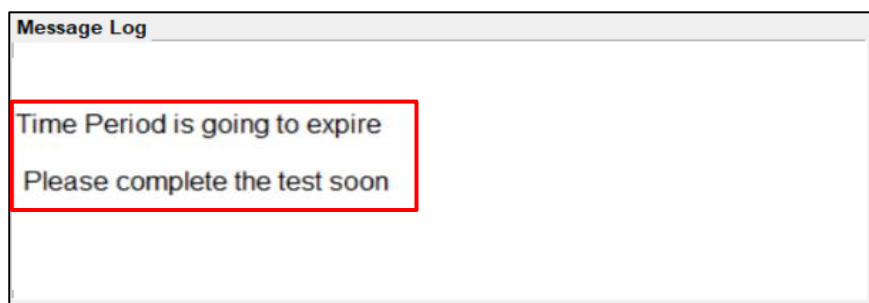 Message Log
Time Period is going to expire
Please complete the test soon